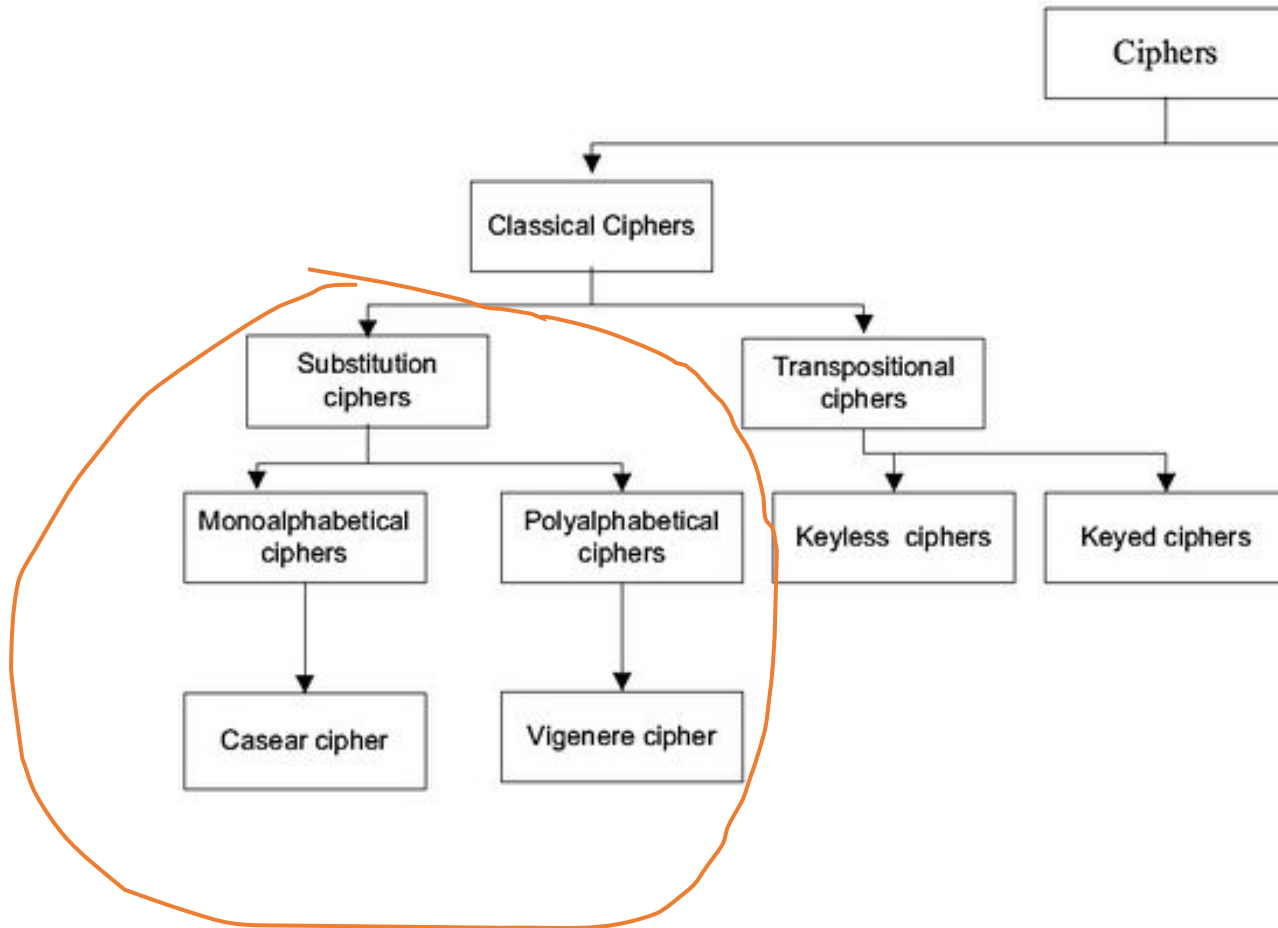 Ciphers
Classical Ciphers
Substitution
ciphers
Transpositional
ciphers
Monoalphabetical
ciphers
Polyalphabetical
ciphers
Keyless ciphers
Keyed ciphers
Casear cipher
Vigenere cipher